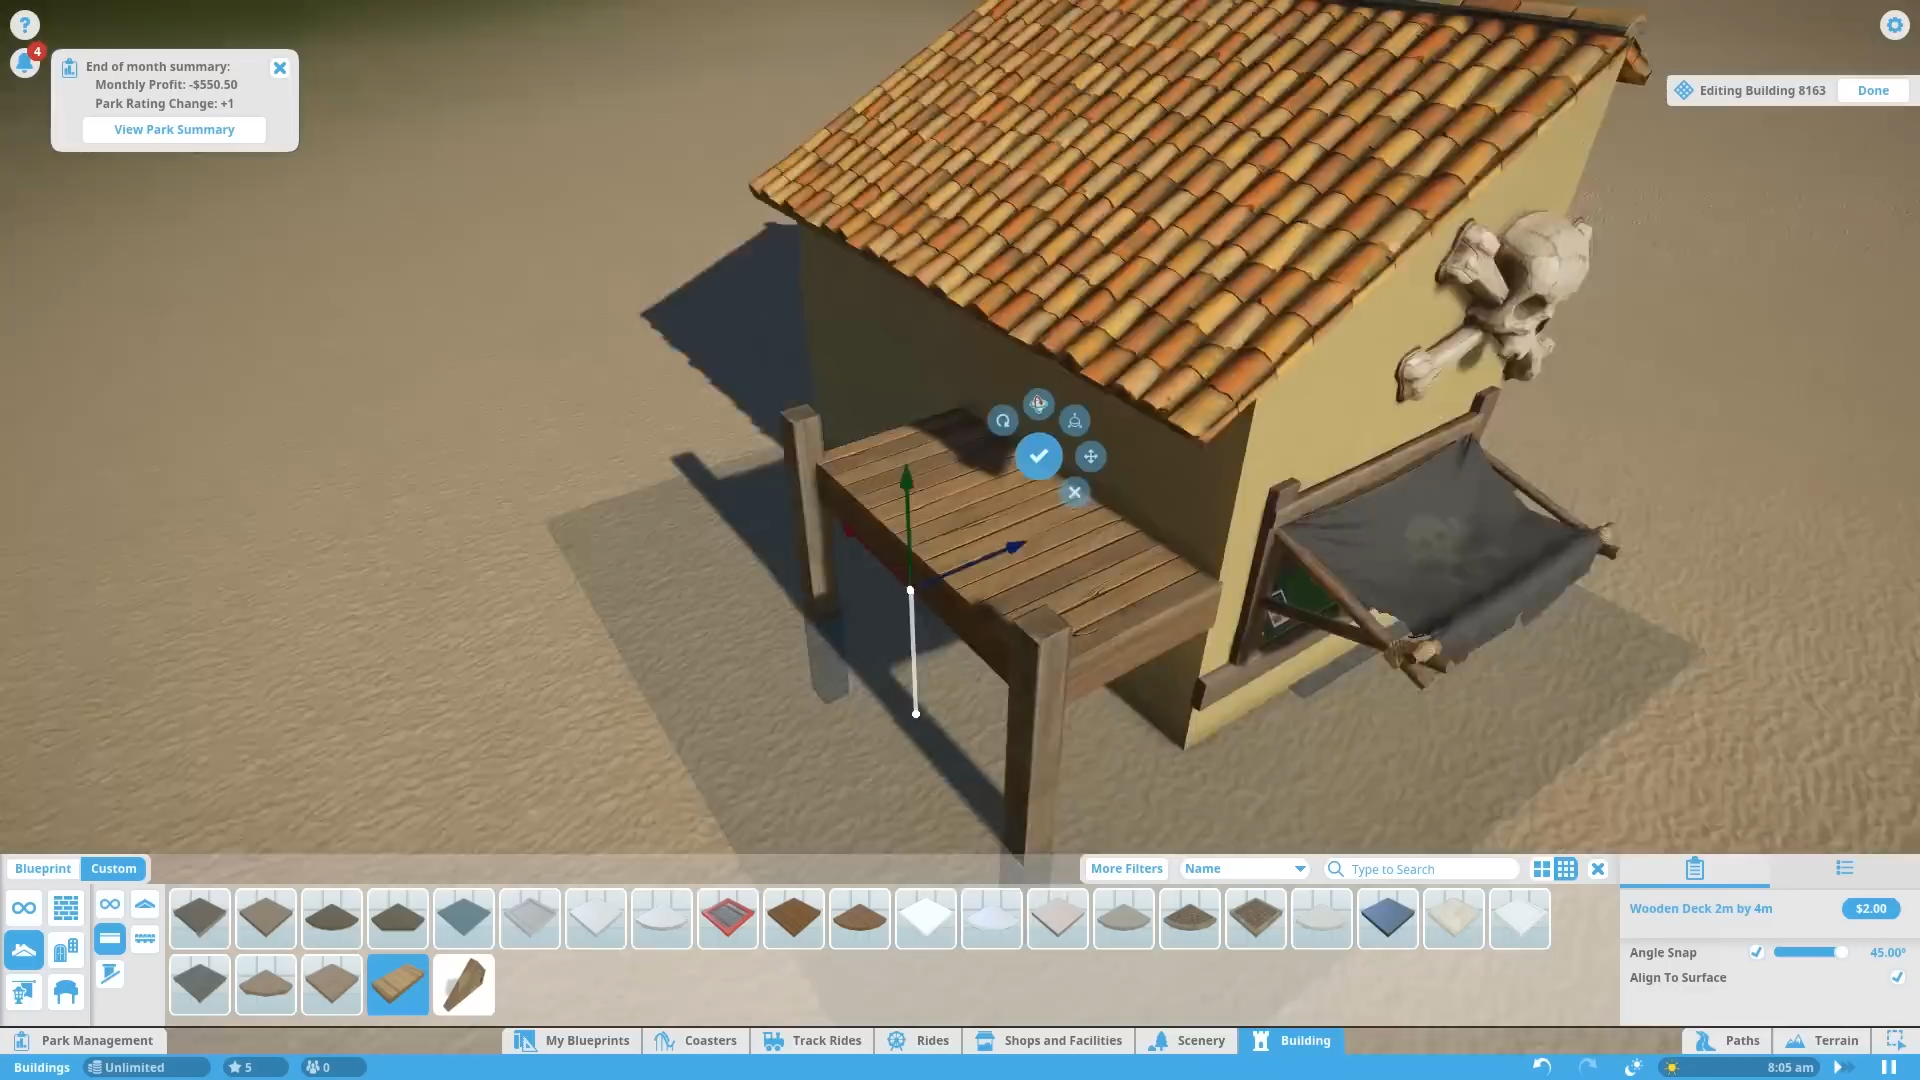 ?
4
End of month summary:
Monthly Profit: -$550.50
Park Rating Change: +1
View Park Summary
Editing Building 8163
Done
Blueprint
Custom
More Filters
Name
Type to Search
Wooden Deck 2m by 4m
$2.00
Angle Snap
45.00°
Align To Surface
Park Management
My Blueprints
Coasters
Track Rides
Rides
Shops and Facilities
Scenery
Building
Paths
Terrain
Buildings
Unlimited
5
0
8:05 am